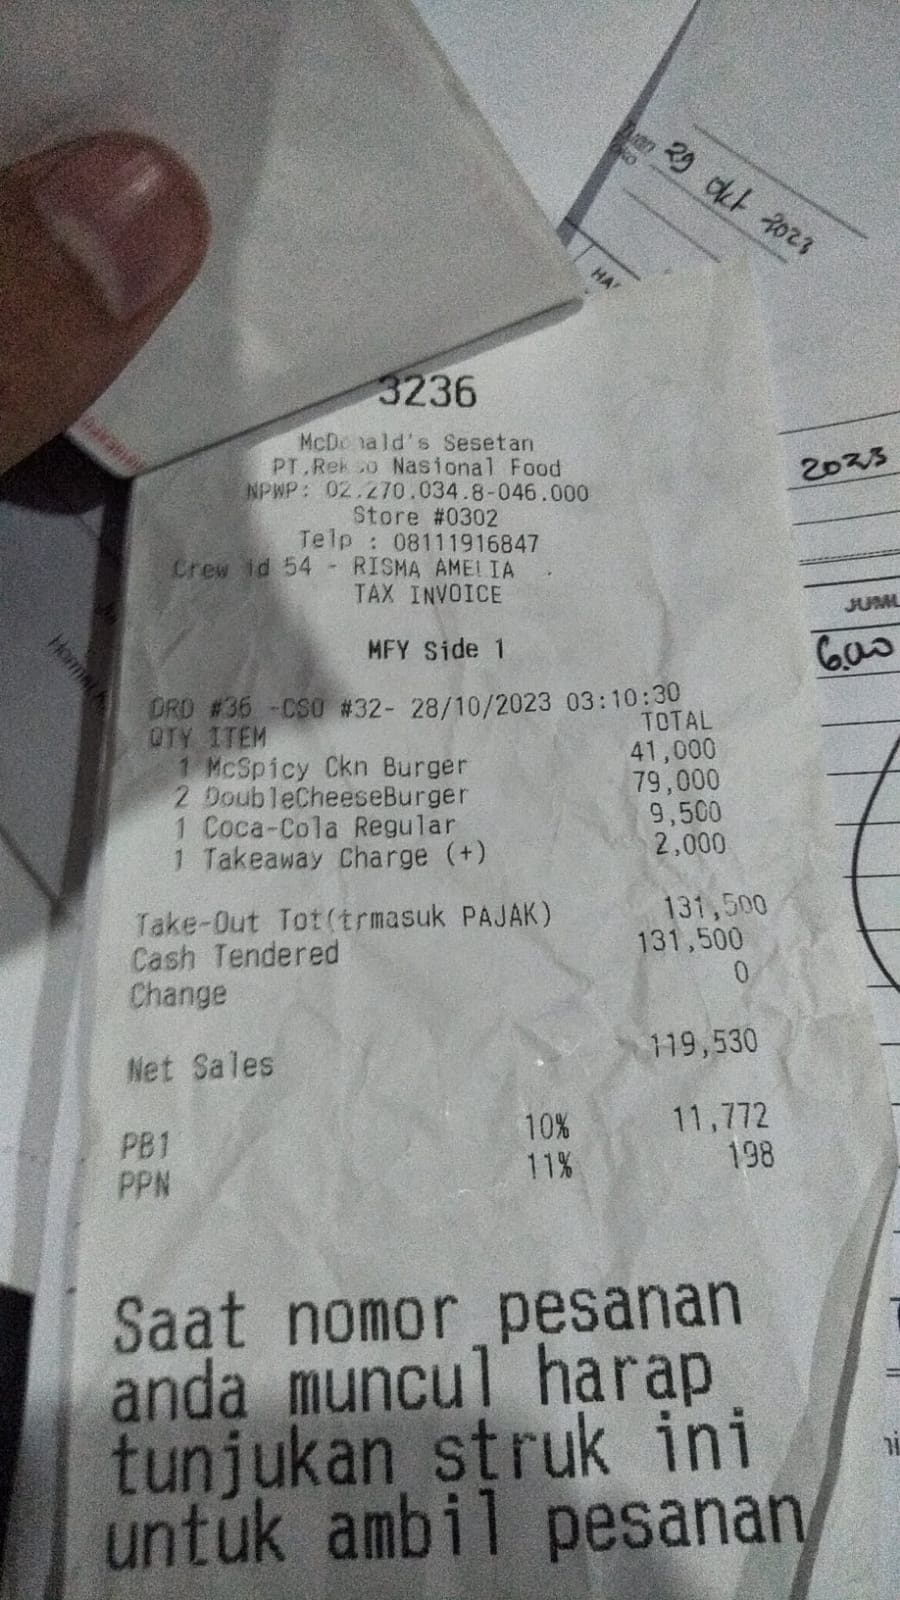 29 Okt 2023
3236
McDonald's Sesetan
PT.Rekso Nasional Food
NPWP: 02.270.034.8-046.000
Store #0302
Telp : 08111916847
Crew id 54 - RISMA AMELIA
TAX INVOICE
MFY Side 1
ORD #36 -CSO #32- 28/10/2023 03:10:30
QTY ITEM TOTAL
1 McSpicy Ckn Burger 41,000
2 DoubleCheeseBurger 79,000
1 Coca-Cola Regular 9,500
1 Takeaway Charge (+) 2,000
Take-Out Tot(trmasuk PAJAK) 131,500
Cash Tendered 131,500
Change 0
Net Sales 119,530
PB1 10% 11,772
PPN 11% 198
Saat nomor pesanan
anda muncul harap
tunjukan struk ini
untuk ambil pesanan
2023